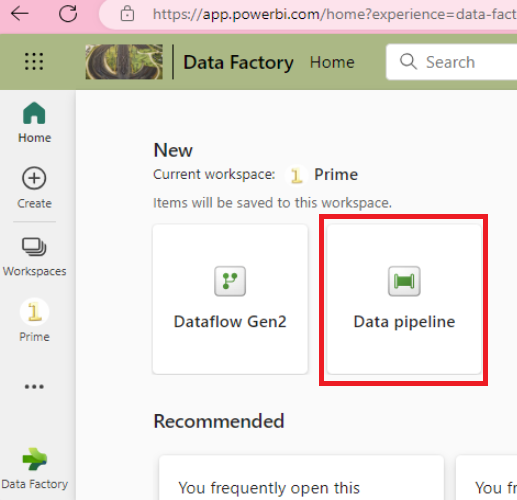 https://app.powerbi.com/home?experience=data-fact
Data Factory Home Search
Home
Create
Workspaces
1
Prime
Data Factory
New
Current workspace: 1 Prime
Items will be saved to this workspace.
Dataflow Gen2
Data pipeline
Recommended
You frequently open this
You fr